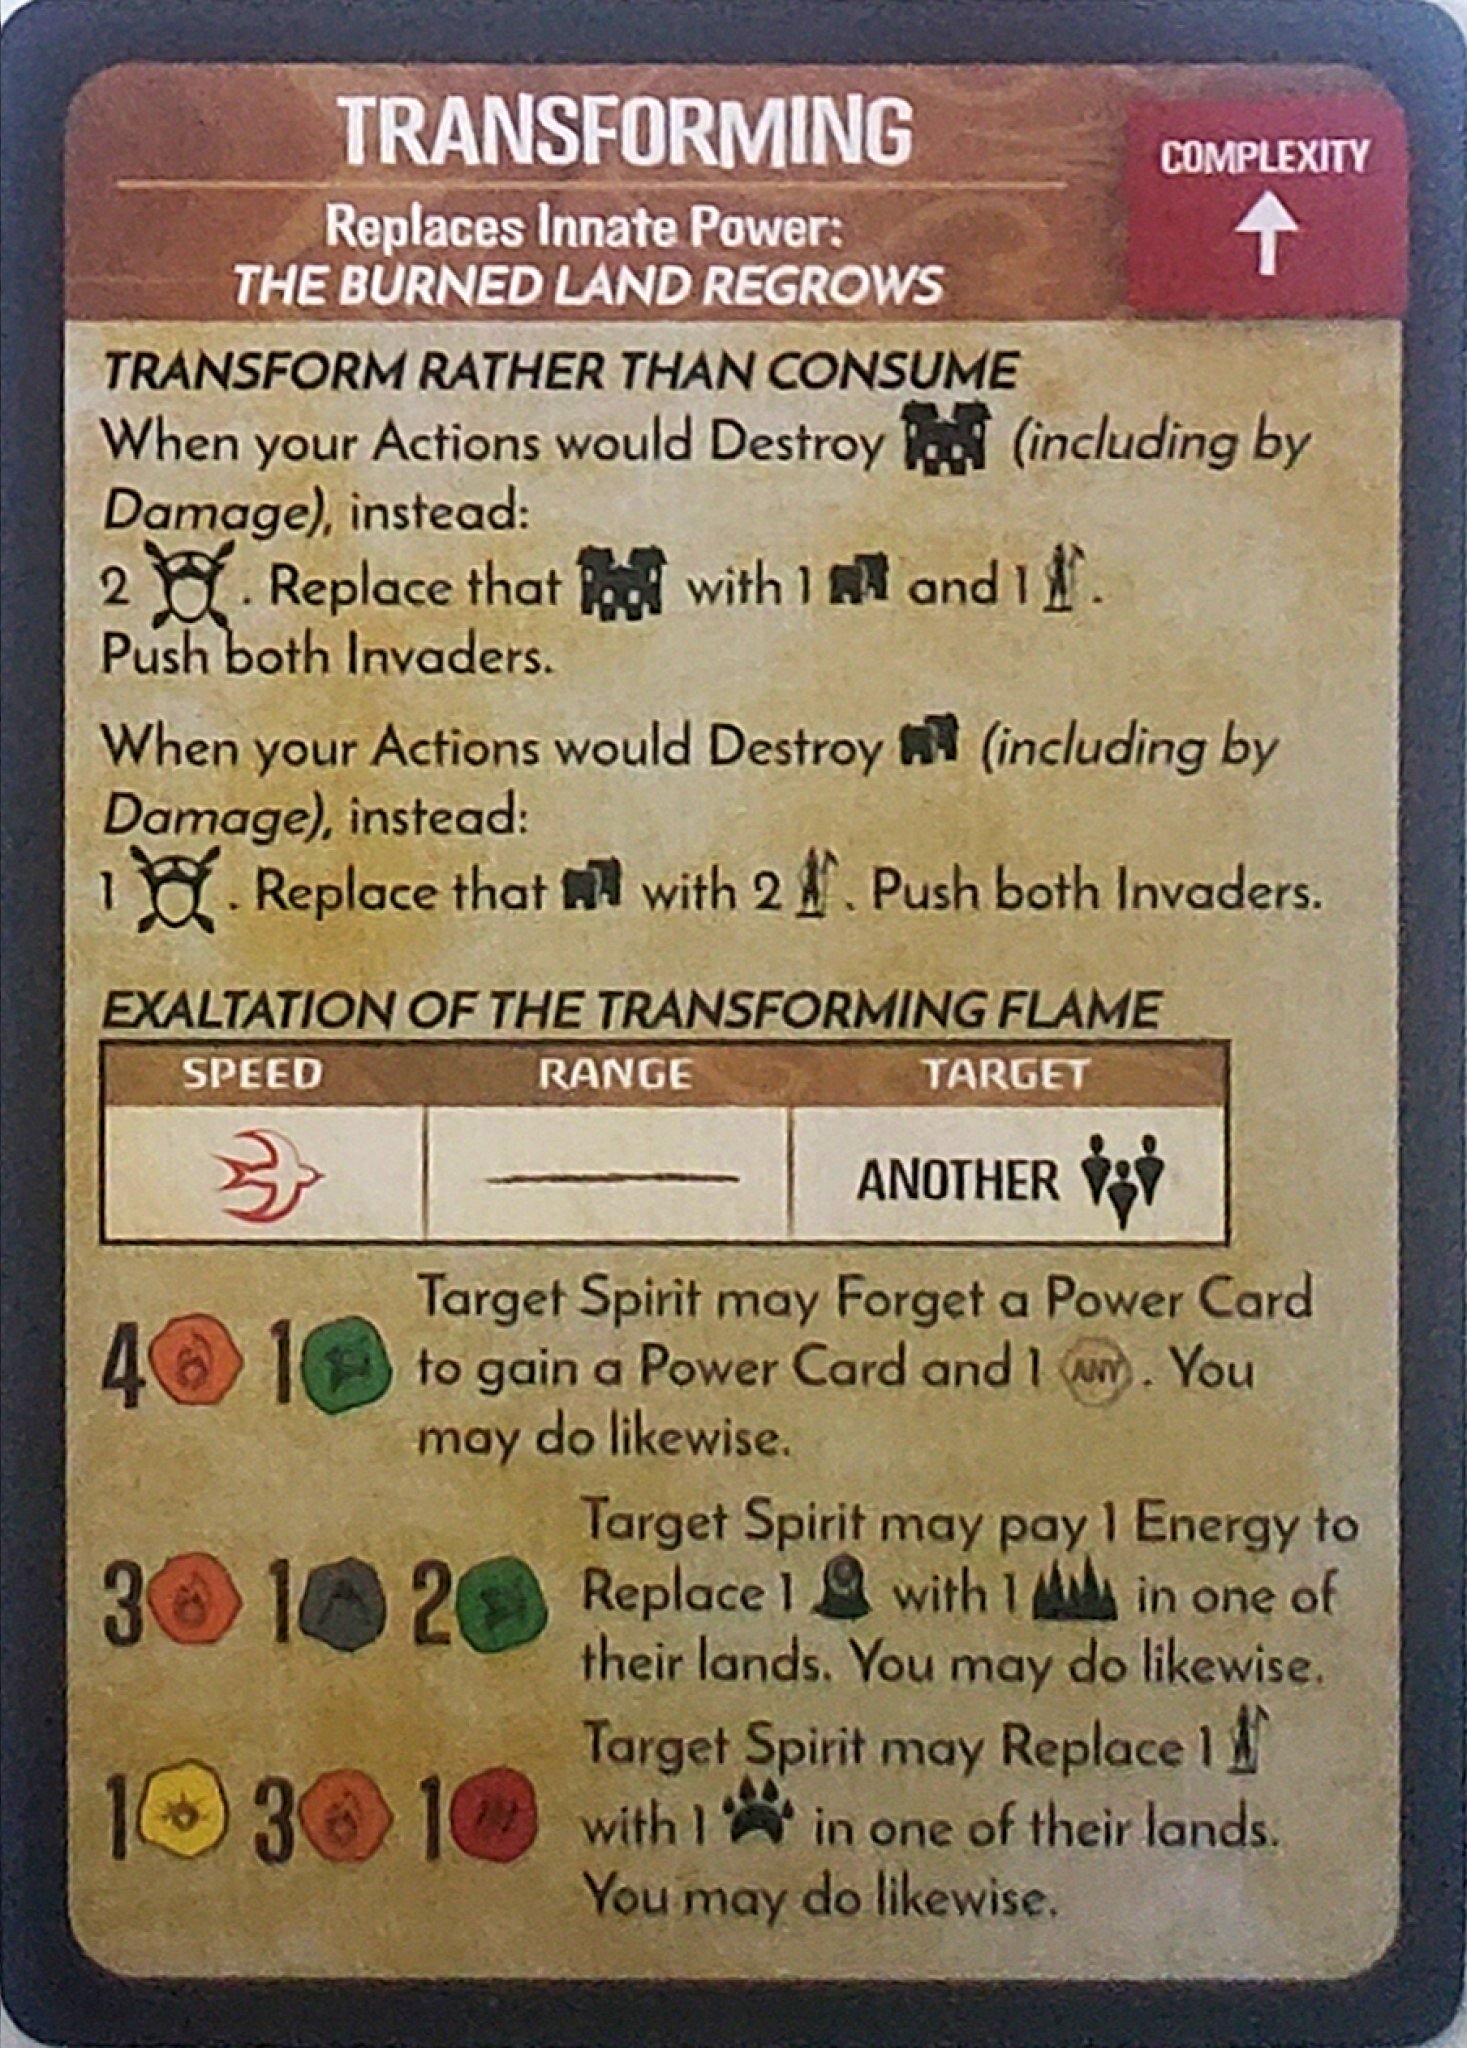 TRANSFORMING
COMPLEXITY
Replaces Innate Power:
THE BURNED LAND REGROWS
TRANSFORM RATHER THAN CONSUME
When your Actions would Destroy (including by
Damage), instead:
2 . Replace that with 1 and 1 .
Push both Invaders.
When your Actions would Destroy (including by
Damage), instead:
1 . Replace that with 2 . Push both Invaders.
EXALTATION OF THE TRANSFORMING FLAME
SPEED RANGE TARGET
ANOTHER
4 1 Target Spirit may Forget a Power Card
to gain a Power Card and 1 ANY . You
may do likewise.
3 1 2 Target Spirit may pay 1 Energy to
Replace 1 with 1 in one of
their lands. You may do likewise.
1 3 1 Target Spirit may Replace 1
with 1 in one of their lands.
You may do likewise.